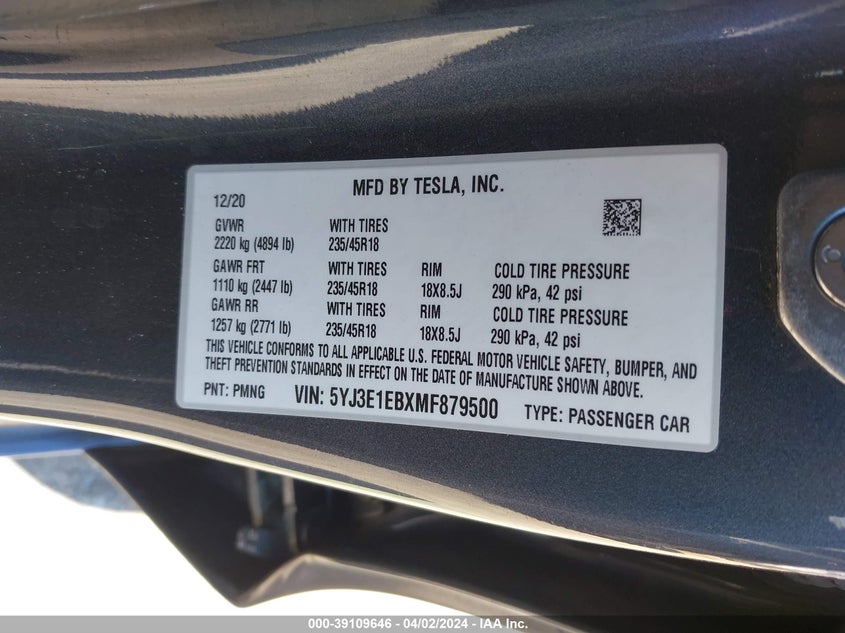 MFD BY TESLA, INC.
12/20
GVWR WITH TIRES
2220 kg (4894 lb) 235/45R18
GAWR FRT WITH TIRES RIM COLD TIRE PRESSURE
1110 kg (2447 lb) 235/45R18 18X8.5J 290 kPa, 42 psi
GAWR RR WITH TIRES RIM COLD TIRE PRESSURE
1257 kg (2771 lb) 235/45R18 18X8.5J 290 kPa, 42 psi
THIS VEHICLE CONFORMS TO ALL APPLICABLE U.S. FEDERAL MOTOR VEHICLE SAFETY, BUMPER, AND
THEFT PREVENTION STANDARDS IN EFFECT ON THE DATE OF MANUFACTURE SHOWN ABOVE.
PNT: PMNG VIN: 5YJ3E1EBXMF879500 TYPE: PASSENGER CAR
000-39109646 - 04/02/2024 - IAA Inc.